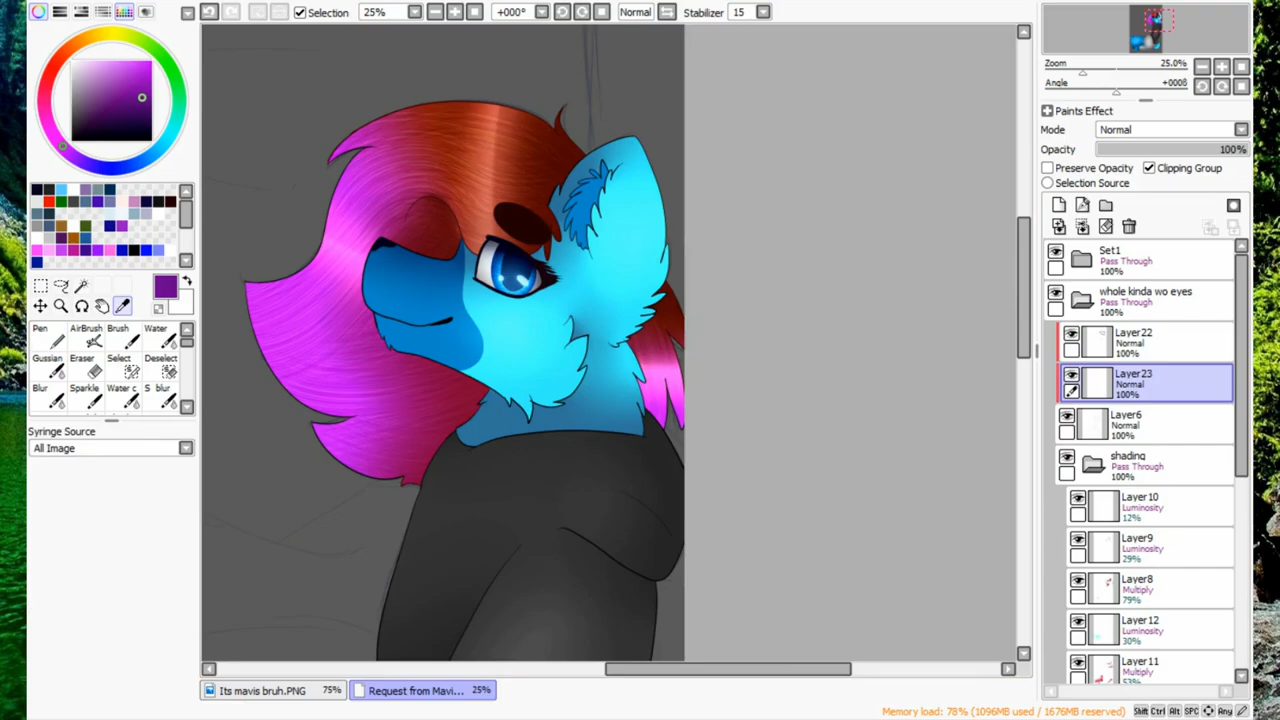 Selection 25% +000° Normal Stabilizer 15
Zoom 25.0%
Angle +000ß
Paints Effect
Mode Normal
Opacity 100%
Preserve Opacity Clipping Group
Selection Source
Set1
Pass Through
100%
whole kinda wo eyes
Pass Through
100%
Layer22
Normal
100%
Layer23
Normal
100%
Layer6
Normal
100%
shading
Pass Through
100%
Layer10
Luminosity
12%
Layer9
Luminosity
29%
Layer8
Multiply
79%
Layer12
30%
Layer11
Multiply
53%
Pen AirBrush Brush Water
Gussian Eraser Select Deselect
Blur Sparkle Water c S blur
Syringe Source
All Image
Its mavis bruh.PNG 75% Request from Mavi... 25%
Memory load: 78% (1096MB used / 1676MB reserved) Shift Ctrl Alt SPC Any